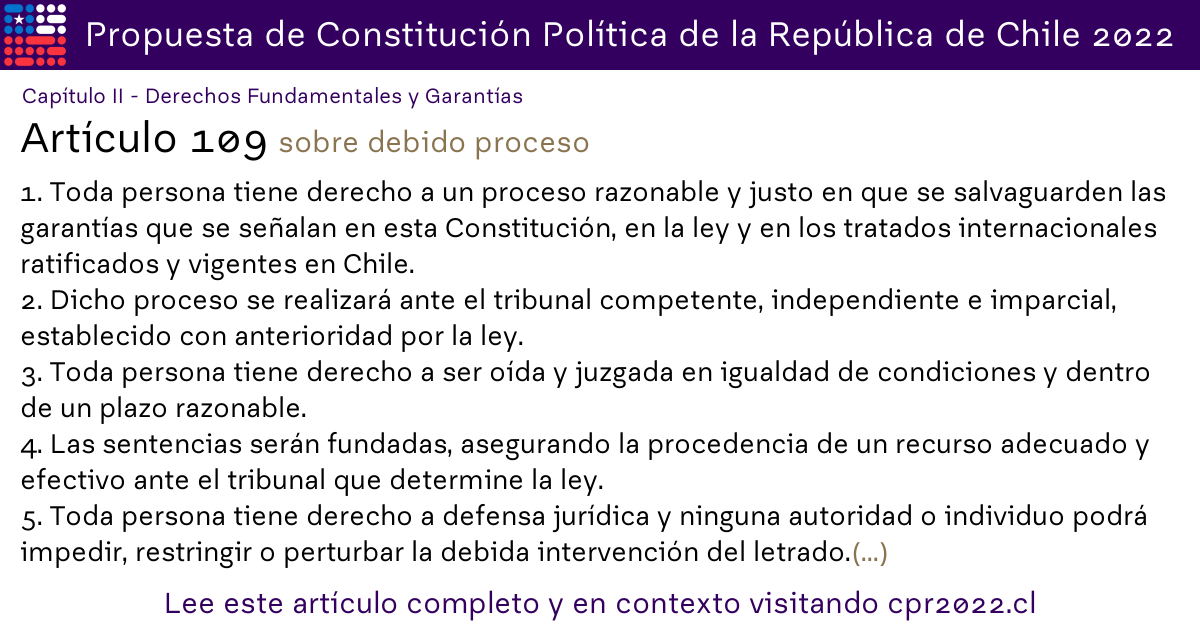 Propuesta de Constitución Política de la República de Chile 2022
Capítulo II - Derechos Fundamentales y Garantías
Artículo 109 sobre debido proceso
1. Toda persona tiene derecho a un proceso razonable y justo en que se salvaguarden las
garantías que se señalan en esta Constitución, en la ley y en los tratados internacionales
ratificados y vigentes en Chile.
2. Dicho proceso se realizará ante el tribunal competente, independiente e imparcial,
establecido con anterioridad por la ley.
3. Toda persona tiene derecho a ser oída y juzgada en igualdad de condiciones y dentro
de un plazo razonable.
4. Las sentencias serán fundadas, asegurando la procedencia de un recurso adecuado y
efectivo ante el tribunal que determine la ley.
5. Toda persona tiene derecho a defensa jurídica y ninguna autoridad o individuo podrá
impedir, restringir o perturbar la debida intervención del letrado.(...)
Lee este artículo completo y en contexto visitando cpr2022.cl